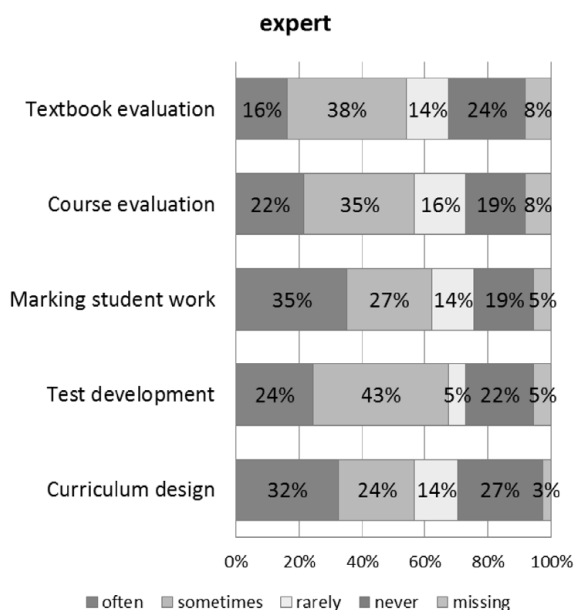 expert
Textbook evaluation 16% 38% 14% 24% 8%
Course evaluation 22% 35% 16% 19% 8%
Marking student work 35% 27% 14% 19% 5%
Test development 24% 43% 5% 22% 5%
Curriculum design 32% 24% 14% 27% 3%
0% 20% 40% 60% 80% 100%
often sometimes rarely never missing